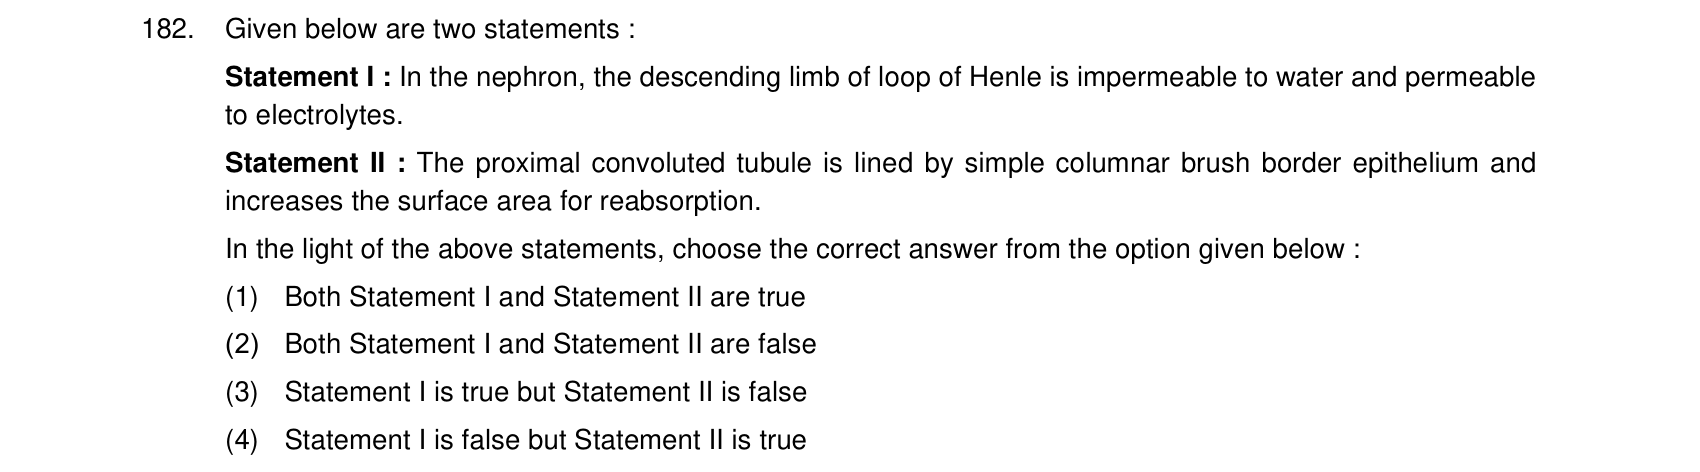 182. Given below are two statements :
Statement I : In the nephron, the descending limb of loop of Henle is impermeable to water and permeable
to electrolytes.
Statement II : The proximal convoluted tubule is lined by simple columnar brush border epithelium and
increases the surface area for reabsorption.
In the light of the above statements, choose the correct answer from the option given below :
(1) Both Statement I and Statement II are true
(2) Both Statement I and Statement II are false
(3) Statement I is true but Statement II is false
(4) Statement I is false but Statement II is true